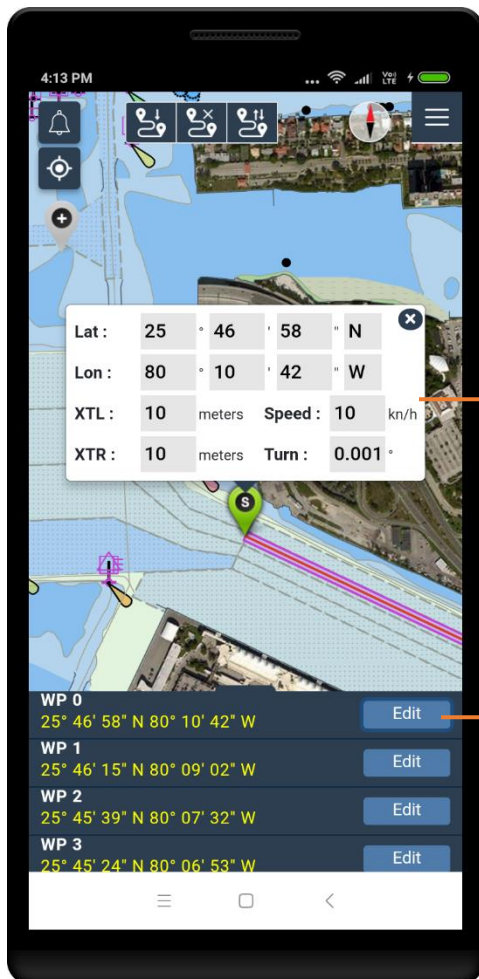 4:13 PM
... Vo)) LTE
Lat : 25 ° 46 ' 58 " N
Lon : 80 ° 10 ' 42 " W
XTL : 10 meters Speed : 10 kn/h
XTR : 10 meters Turn : 0.001 °
S
WP 0
25° 46' 58" N 80° 10' 42" W
Edit
WP 1
25° 46' 15" N 80° 09' 02" W
Edit
WP 2
25° 45' 39" N 80° 07' 32" W
Edit
WP 3
25° 45' 24" N 80° 06' 53" W
Edit